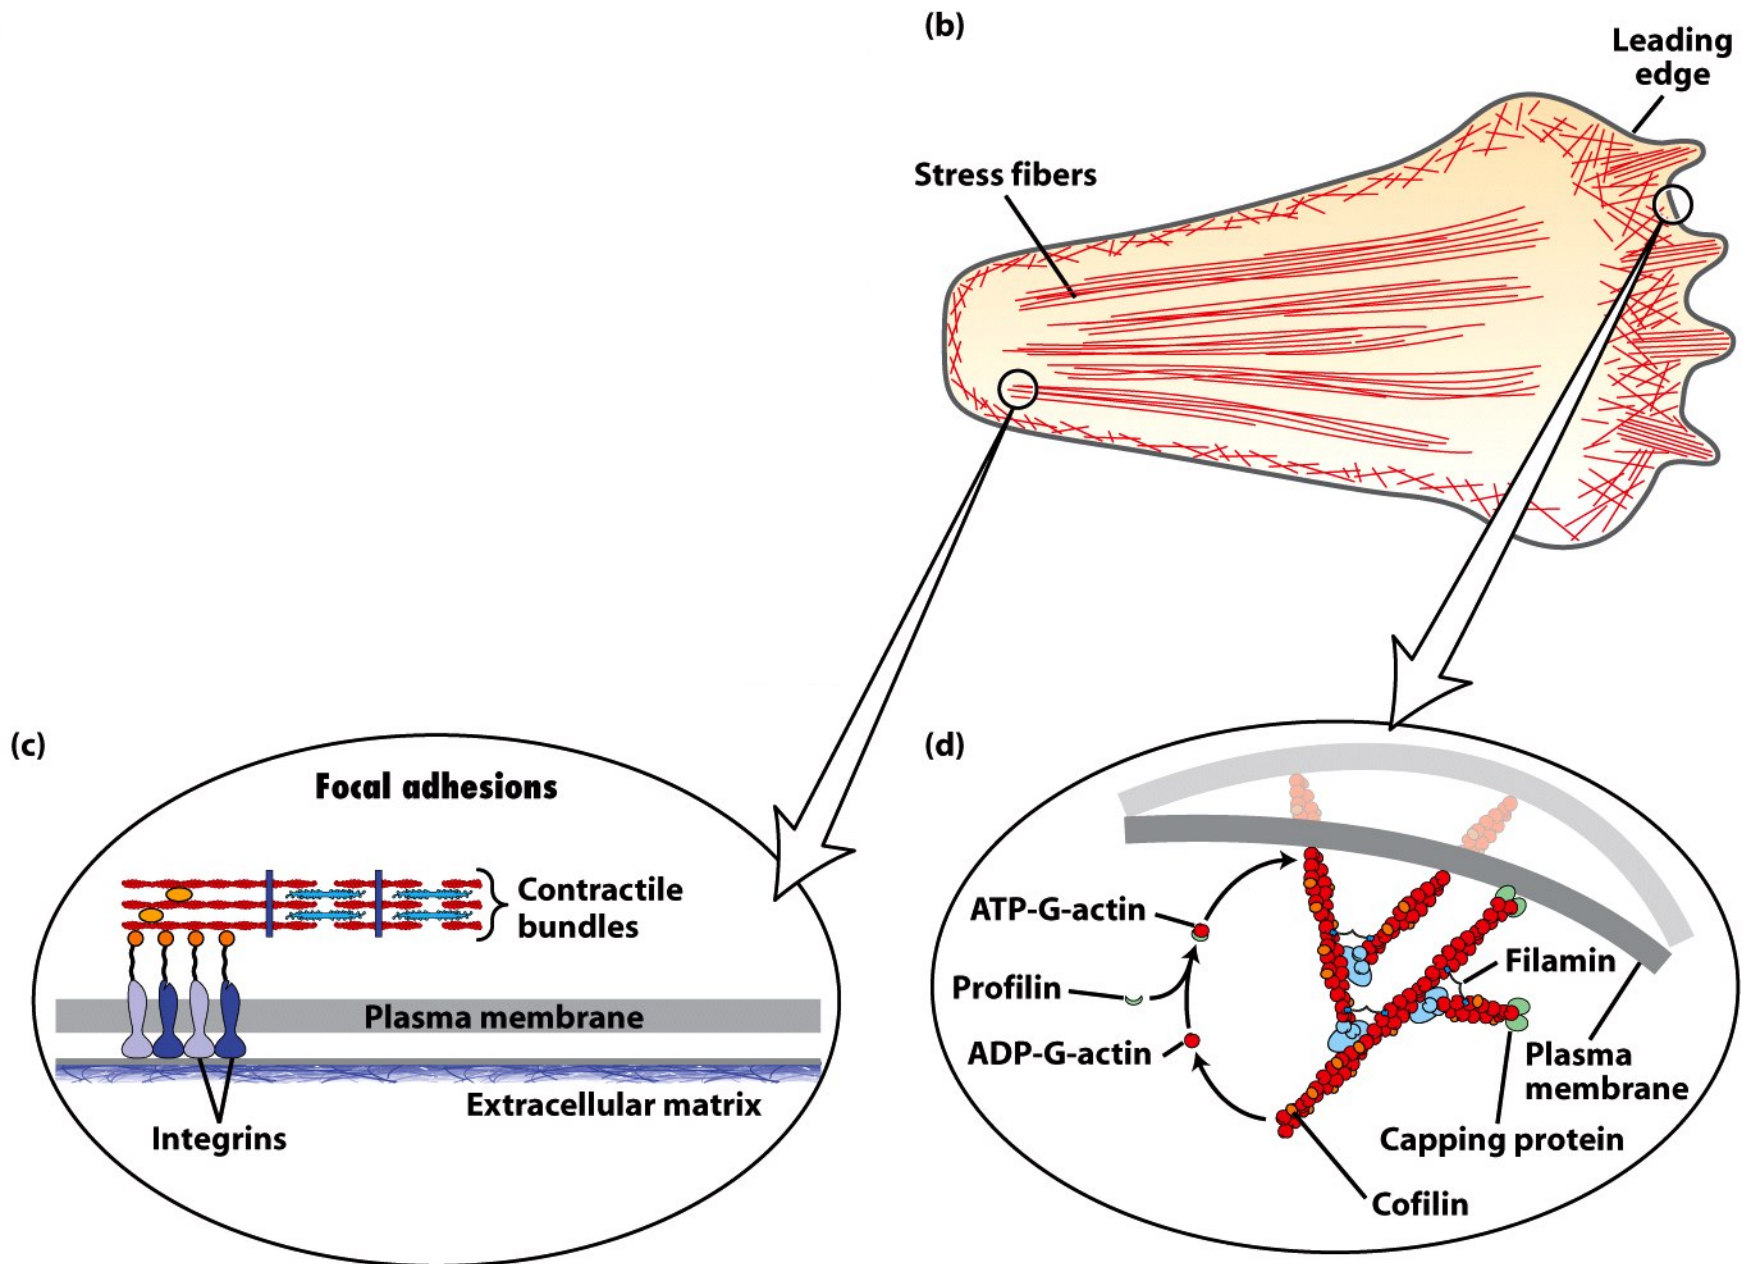 (b)
Leading
edge
Stress fibers
(c)
Focal adhesions
Contractile
bundles
Plasma membrane
Extracellular matrix
Integrins
(d)
ATP-G-actin
Profilin
ADP-G-actin
Filamin
Plasma
membrane
Capping protein
Cofilin